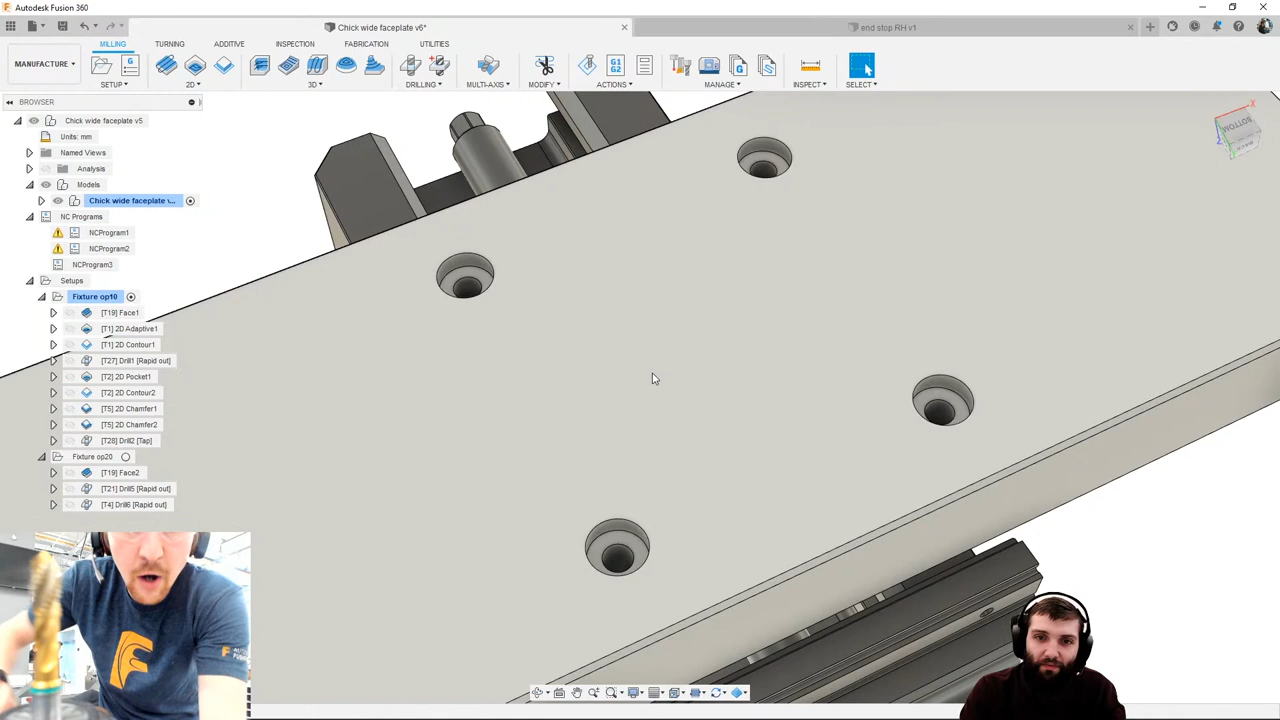 Autodesk Fusion 360
Chick wide faceplate v6*
end stop RH v1
MANUFACTURE
MILLING
TURNING
ADDITIVE
INSPECTION
FABRICATION
UTILITIES
G1
G2
G
G
SETUP
2D
3D
DRILLING
MULTI-AXIS
MODIFY
ACTIONS
MANAGE
INSPECT
SELECT
BROWSER
Chick wide faceplate v5
Units: mm
Named Views
Analysis
Models
Chick wide faceplate v...
NC Programs
NCProgram1
NCProgram2
NCProgram3
Setups
Fixture op10
[T19] Face1
[T1] 2D Adaptive1
[T1] 2D Contour1
[T27] Drill1 [Rapid out]
[T2] 2D Pocket1
[T2] 2D Contour2
[T5] 2D Chamfer1
[T5] 2D Chamfer2
[T28] Drill2 [Tap]
Fixture op20
[T19] Face2
[T21] Drill5 [Rapid out]
[T4] Drill6 [Rapid out]
BOTTOM
X